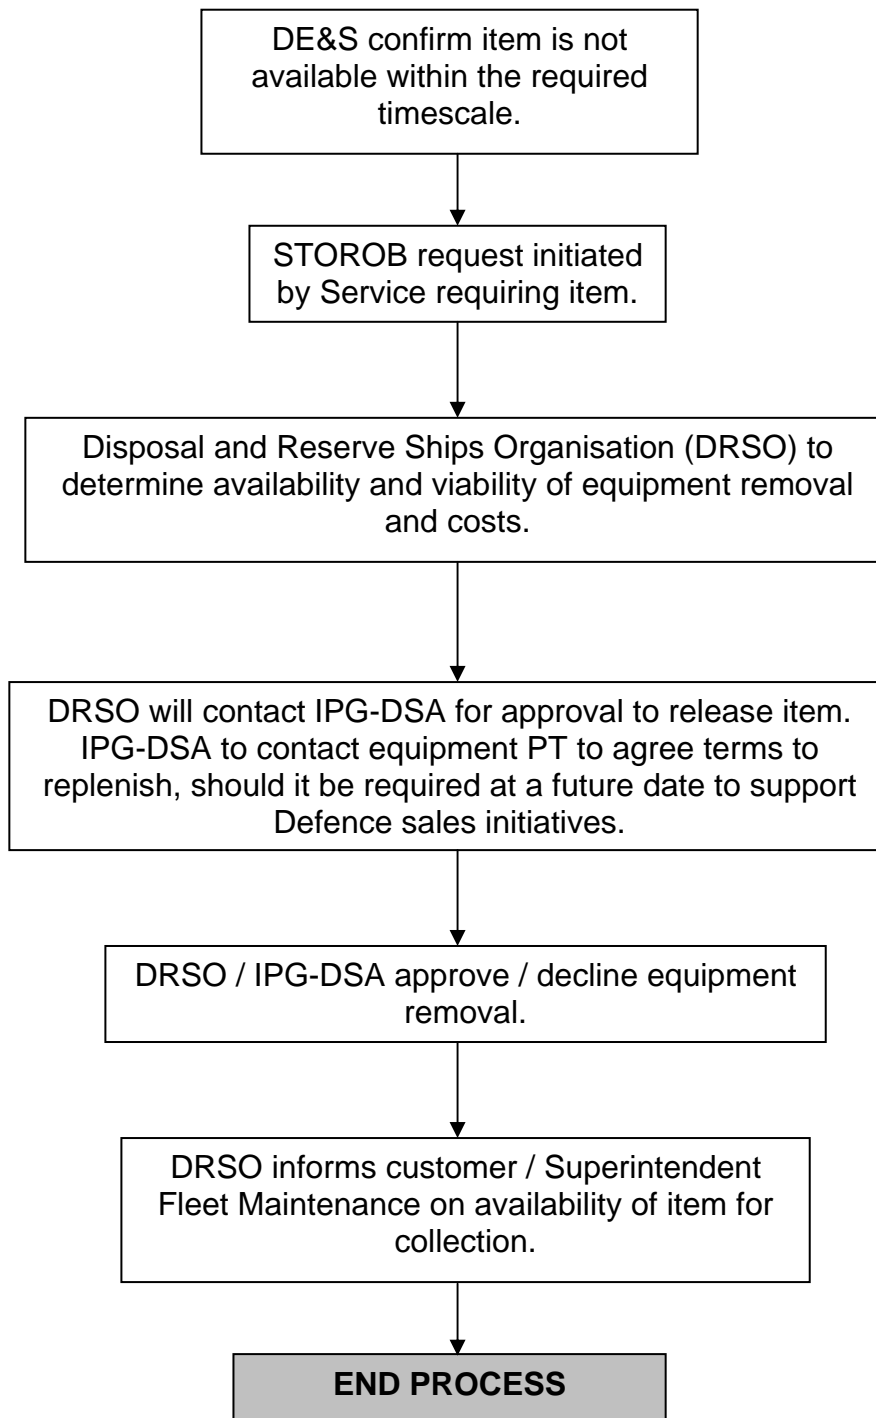 DE&S confirm item is not
available within the required
timescale.
STOROB request initiated
by Service requiring item.
Disposal and Reserve Ships Organisation (DRSO) to
determine availability and viability of equipment removal
and costs.
DRSO will contact IPG-DSA for approval to release item.
IPG-DSA to contact equipment PT to agree terms to
replenish, should it be required at a future date to support
Defence sales initiatives.
DRSO / IPG-DSA approve / decline equipment
removal.
DRSO informs customer / Superintendent
Fleet Maintenance on availability of item for
collection.
END PROCESS